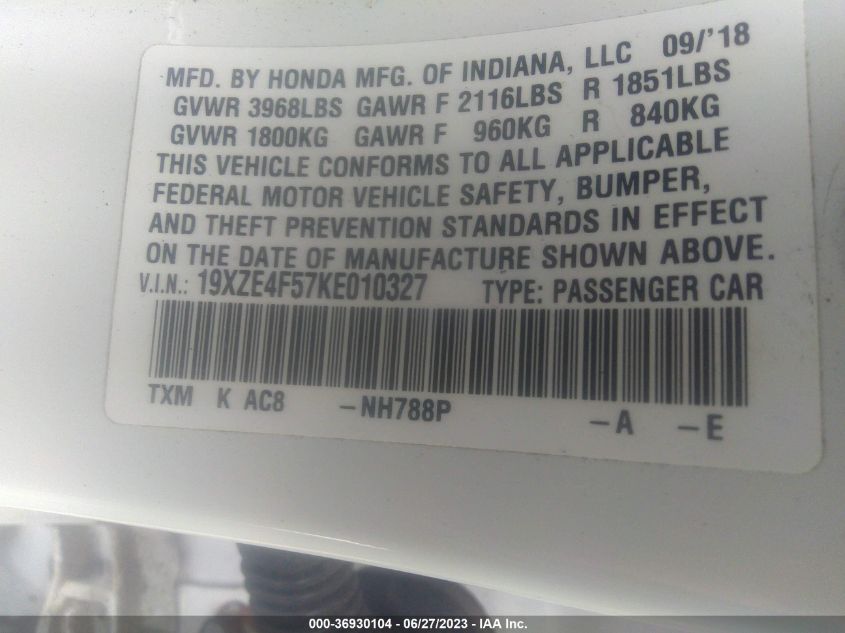 MFD. BY HONDA MFG. OF INDIANA, LLC 09/'18
GVWR 3968LBS GAWR F 2116LBS R 1851LBS
GVWR 1800KG GAWR F 960KG R 840KG
THIS VEHICLE CONFORMS TO ALL APPLICABLE
FEDERAL MOTOR VEHICLE SAFETY, BUMPER,
AND THEFT PREVENTION STANDARDS IN EFFECT
ON THE DATE OF MANUFACTURE SHOWN ABOVE.
V.I.N.: 19XZE4F57KE010327 TYPE: PASSENGER CAR
TXM K AC8 -NH788P -A -E
000-36930104 / 06/27/2023 - IAA Inc.